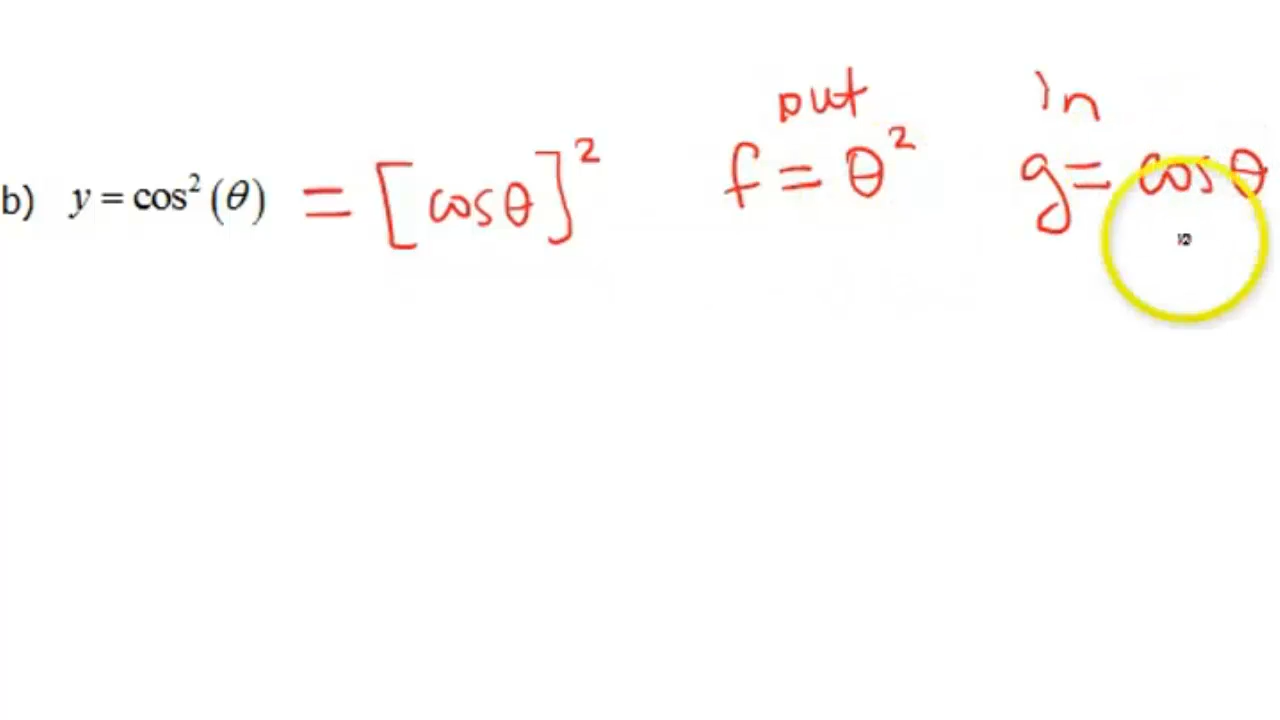 out in
b) y = cos² (θ) = [cosθ]² f = θ² g = cosθ